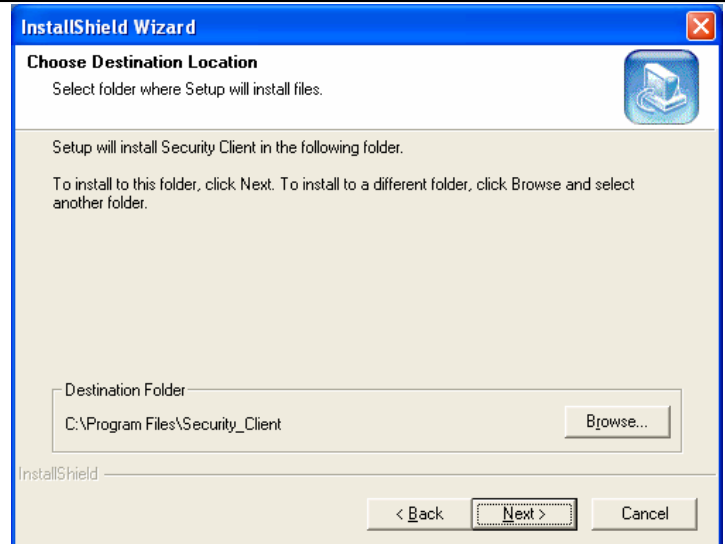 InstallShield Wizard
Choose Destination Location
Select folder where Setup will install files.
Setup will install Security Client in the following folder.
To install to this folder, click Next. To install to a different folder, click Browse and select
another folder.
Destination Folder
C:\Program Files\Security_Client
Browse...
InstallShield
< Back
Next >
Cancel